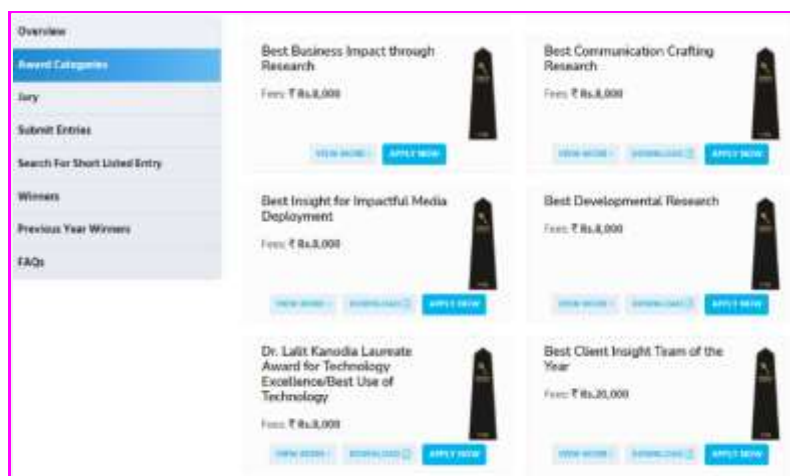 Overview
Award Categories
Jury
Submit Entries
Search For Short Listed Entry
Winners
Previous Year Winners
FAQs
Best Business Impact through
Research
Fees: ₹ Rs.8,000
VIEW MORE
APPLY NOW
Best Communication Crafting
Research
Fees: ₹ Rs.8,000
VIEW MORE
DOWNLOAD
APPLY NOW
Best Insight for Impactful Media
Deployment
Fees: ₹ Rs.8,000
VIEW MORE
DOWNLOAD
APPLY NOW
Best Developmental Research
Fees: ₹ Rs.8,000
VIEW MORE
DOWNLOAD
APPLY NOW
Dr. Lalit Kanodia Laureate
Award for Technology
Excellence/Best Use of
Technology
Fees: ₹ Rs.8,000
VIEW MORE
DOWNLOAD
APPLY NOW
Best Client Insight Team of the
Year
Fees: ₹ Rs.20,000
VIEW MORE
DOWNLOAD
APPLY NOW